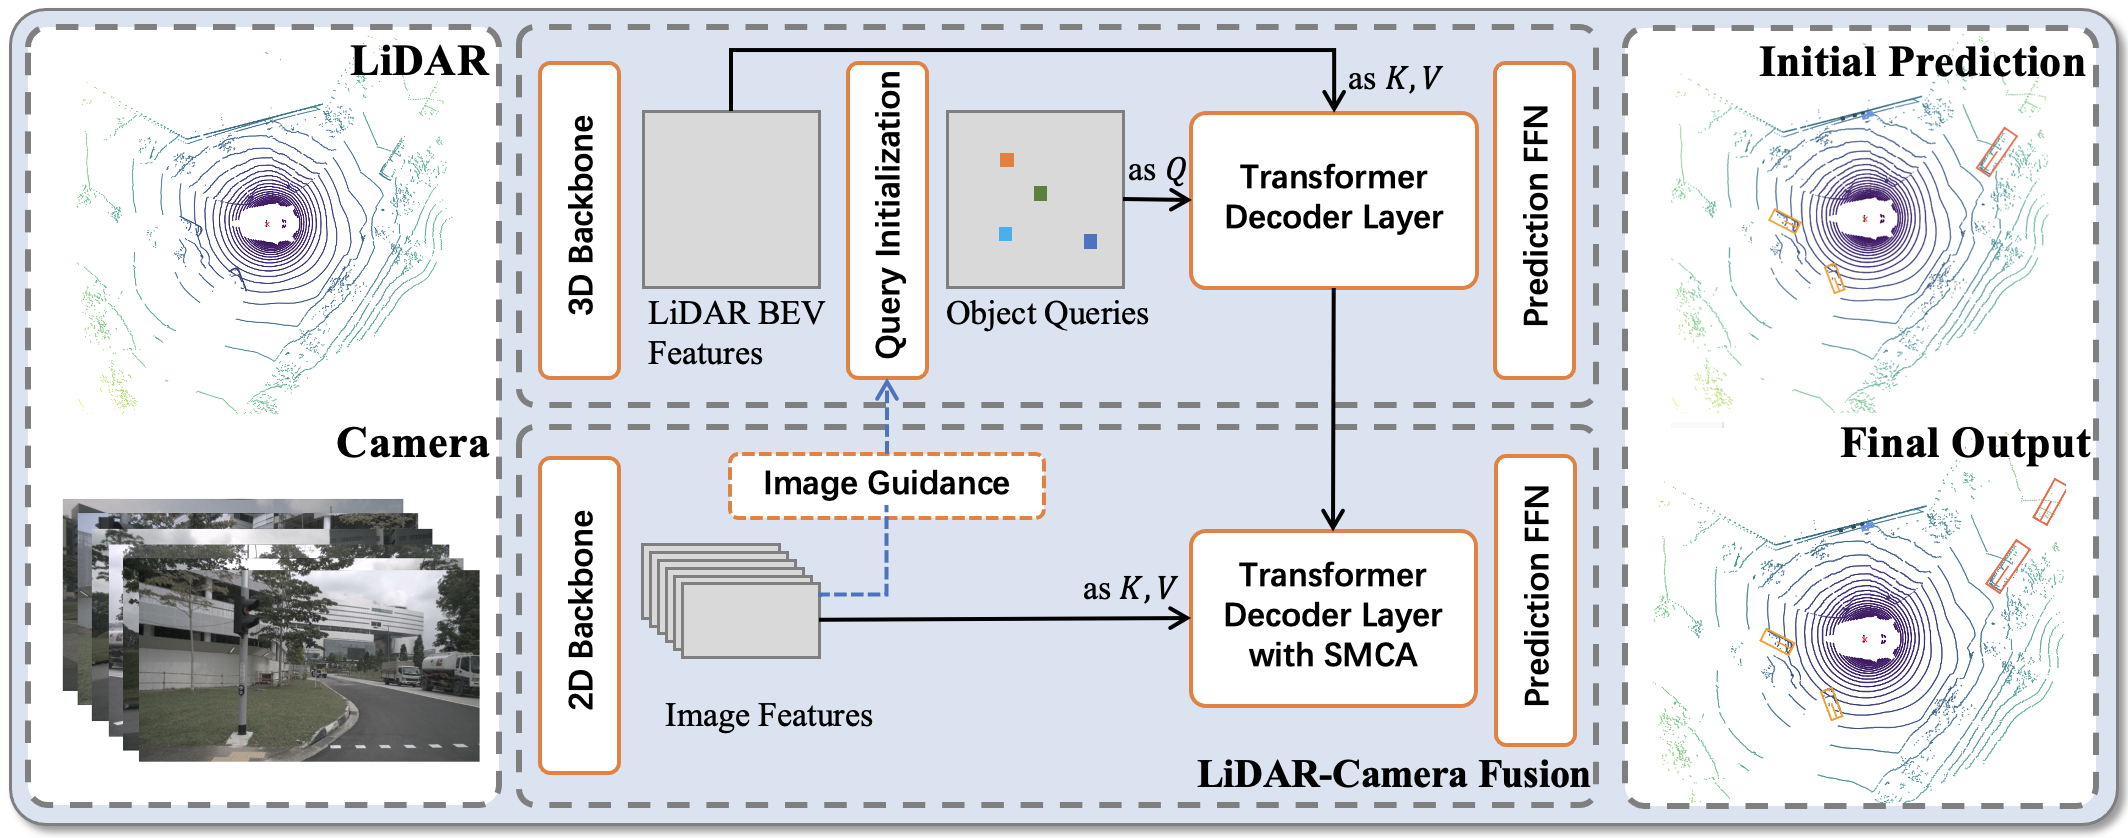 LiDAR
Camera
3D Backbone
LiDAR BEV
Features
Query Initialization
Object Queries
as Q
as K, V
Transformer
Decoder Layer
Prediction FFN
2D Backbone
Image Guidance
Image Features
as K, V
Transformer
Decoder Layer
with SMCA
Prediction FFN
LiDAR-Camera Fusion
Initial Prediction
Final Output